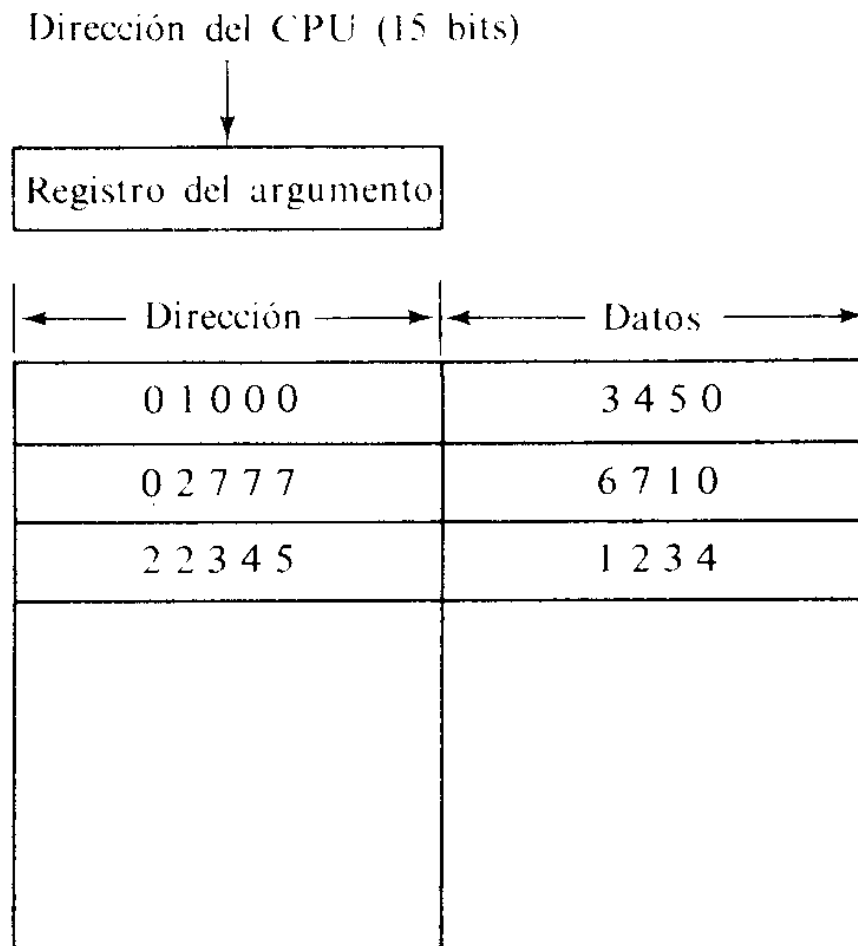 Dirección del CPU (15 bits)
Registro del argumento
Dirección Datos
0 1 0 0 0 3 4 5 0
0 2 7 7 7 6 7 1 0
2 2 3 4 5 1 2 3 4